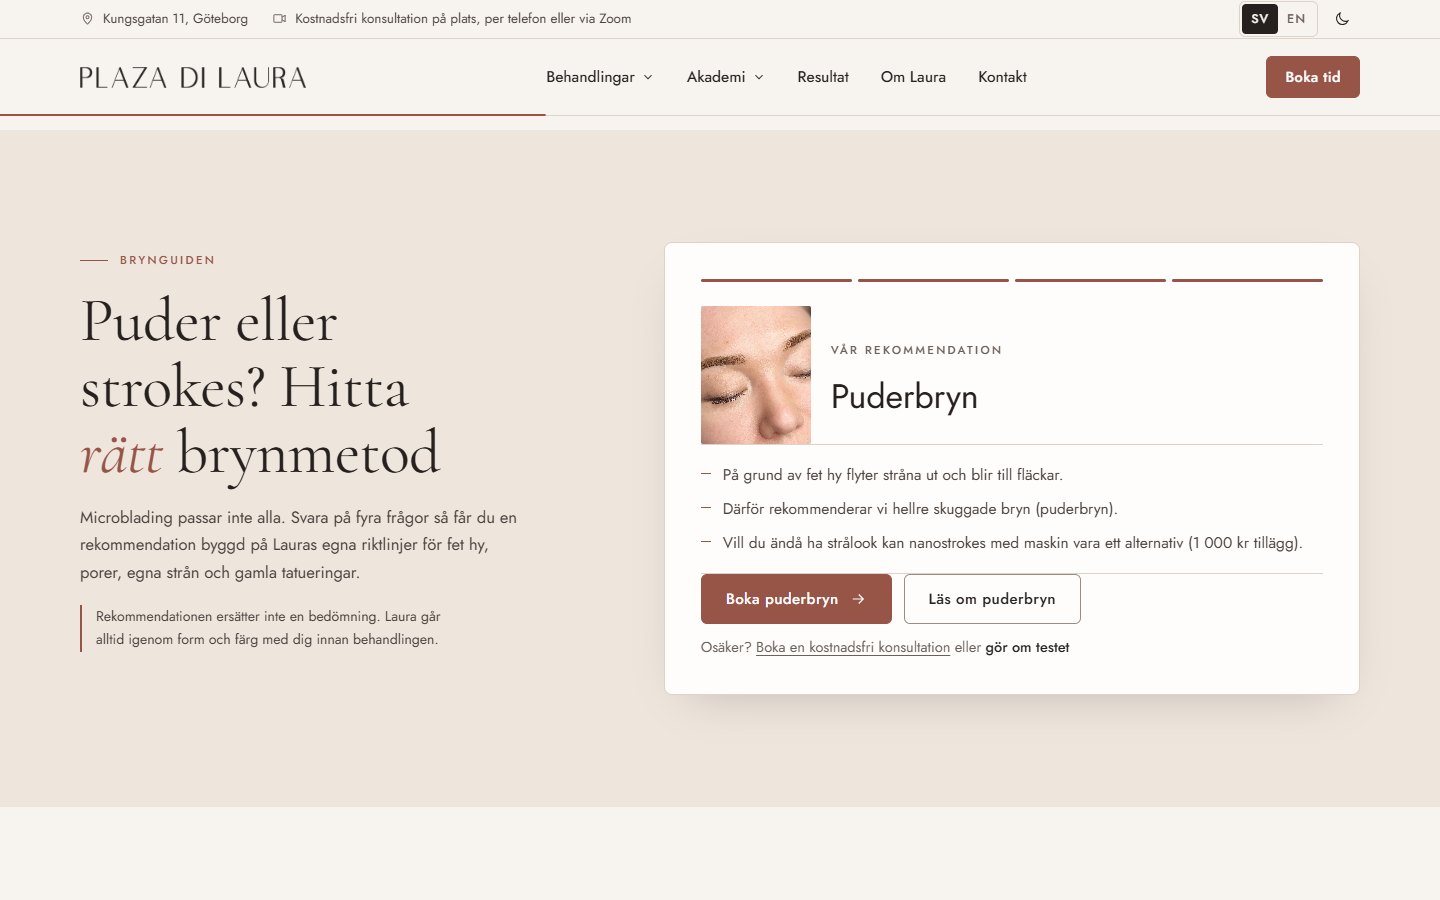 Kungsgatan 11, Göteborg
Kostnadsfri konsultation på plats, per telefon eller via Zoom
SV
EN
PLAZA DI LAURA
Behandlingar
Akademi
Resultat
Om Laura
Kontakt
Boka tid
BRYNGUIDEN
Puder eller
strokes? Hitta
rätt brynmetod
Microblading passar inte alla. Svara på fyra frågor så får du en
rekommendation byggd på Lauras egna riktlinjer för fet hy,
porer, egna strån och gamla tatueringar.
Rekommendationen ersätter inte en bedömning. Laura går
alltid igenom form och färg med dig innan behandlingen.
VÅR REKOMMENDATION
Puderbryn
På grund av fet hy flyter stråna ut och blir till fläckar.
Därför rekommenderar vi hellre skuggade bryn (puderbryn).
Vill du ändå ha strålook kan nanostrokes med maskin vara ett alternativ (1 000 kr tillägg).
Boka puderbryn
Läs om puderbryn
Osäker? Boka en kostnadsfri konsultation eller gör om testet